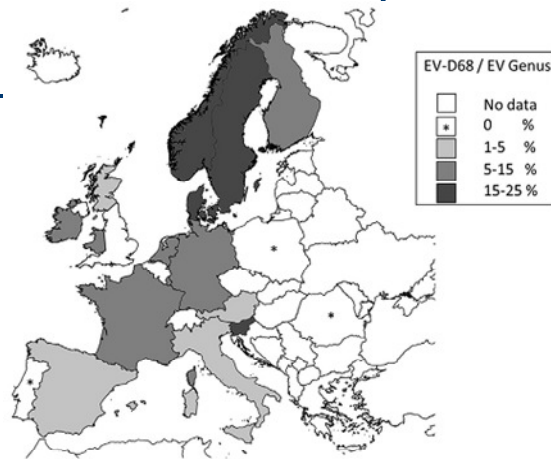 EV-D68 / EV Genus
No data
* 0 %
1-5 %
5-15 %
15-25 %
*
*
*